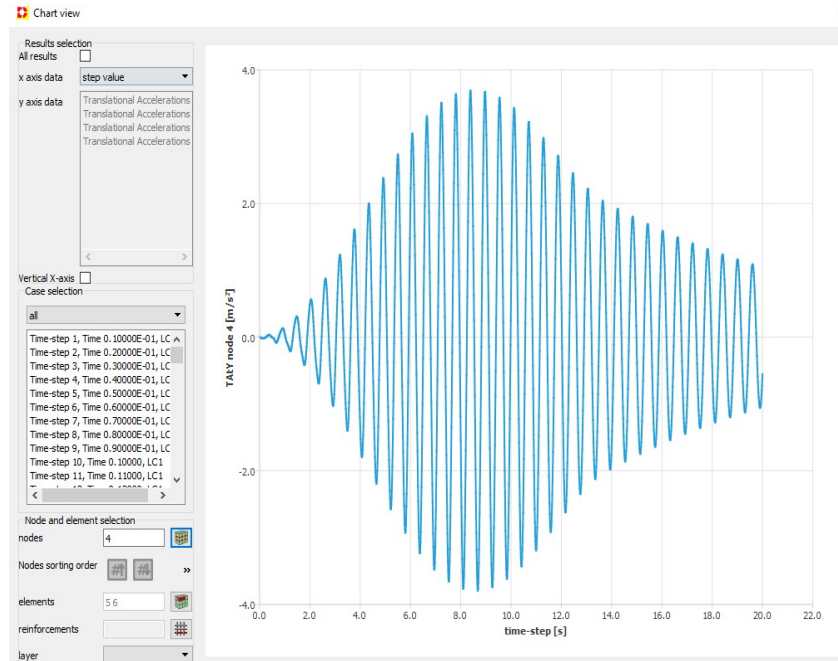 Chart view
Results selection
All results
x axis data step value
y axis data
Translational Accelerations
Translational Accelerations
Translational Accelerations
Translational Accelerations
Vertical X-axis
Case selection
all
Time-step 1, Time 0.10000E-01, LC
Time-step 2, Time 0.20000E-01, LC
Time-step 3, Time 0.30000E-01, LC
Time-step 4, Time 0.40000E-01, LC
Time-step 5, Time 0.50000E-01, LC
Time-step 6, Time 0.60000E-01, LC
Time-step 7, Time 0.70000E-01, LC
Time-step 8, Time 0.80000E-01, LC
Time-step 9, Time 0.90000E-01, LC
Time-step 10, Time 0.10000, LC1
Time-step 11, Time 0.11000, LC1
Node and element selection
nodes 4
Nodes sorting order
»
elements 5 6
reinforcements
layer
4.0
2.0
0.0
-2.0
-4.0
TAtY node 4 [m/s²]
0.0 2.0 4.0 6.0 8.0 10.0 12.0 14.0 16.0 18.0 20.0 22.0
time-step [s]